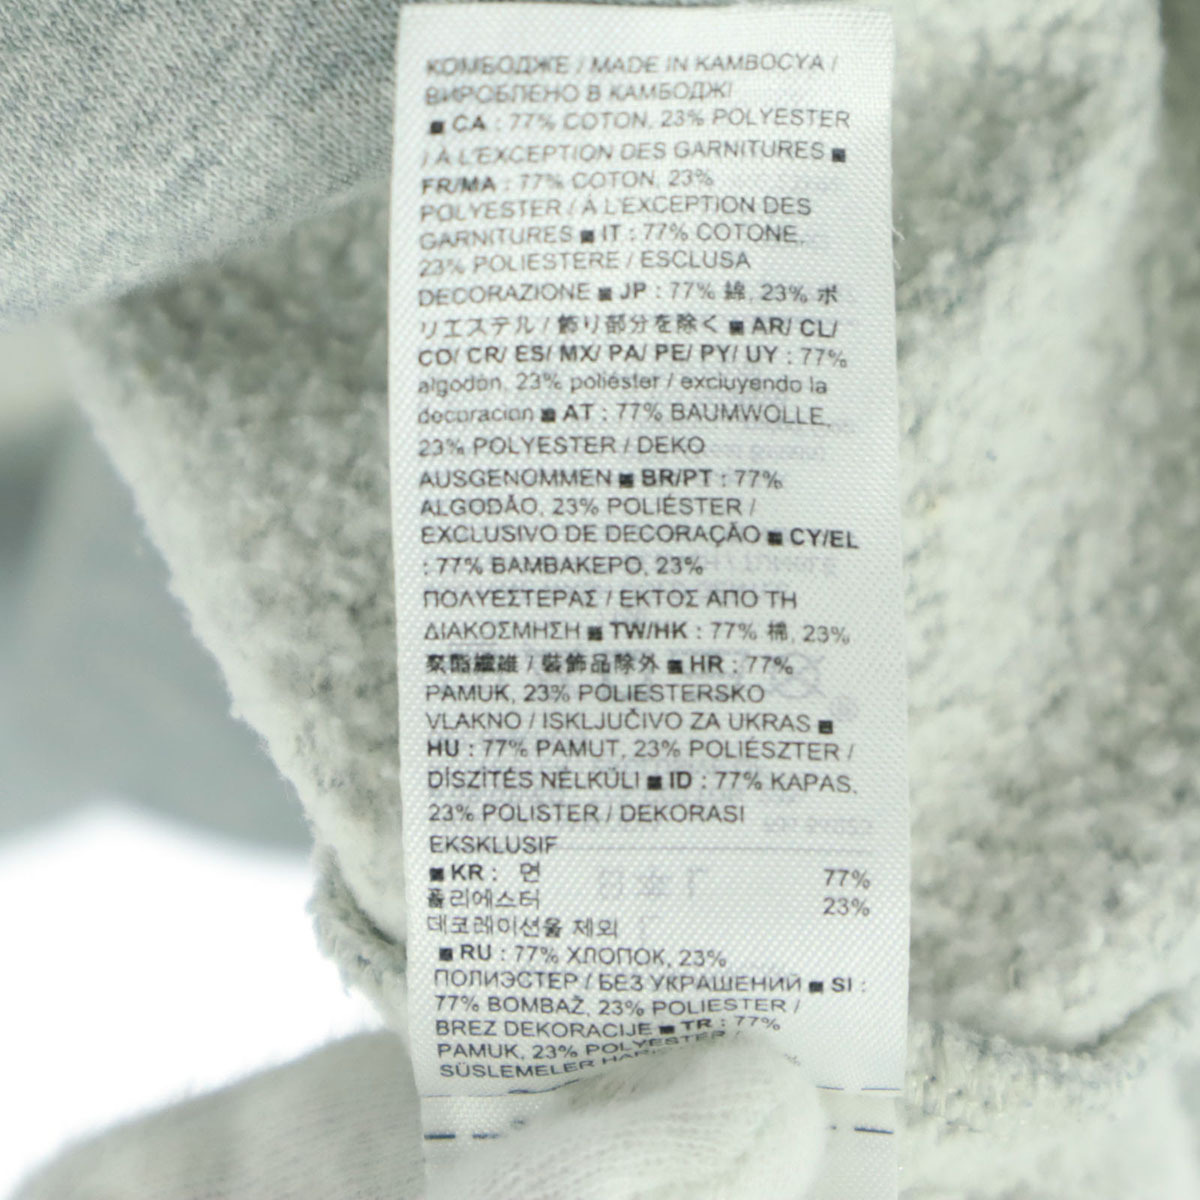 КОМБОДЖЕ / MADE IN KAMBOCYA /
ВИРОБЛЕНО В КАМБОДЖІ
■ CA : 77% COTON, 23% POLYESTER
/ À L'EXCEPTION DES GARNITURES ■
FR/MA : 77% COTON, 23%
POLYESTER / À L'EXCEPTION DES
GARNITURES ■ IT : 77% COTONE,
23% POLIESTERE / ESCLUSA
DECORAZIONE ■ JP : 77% 綿, 23% ポ
リエステル / 飾り部分を除く ■ AR/ CL/
CO/ CR/ ES/ MX/ PA/ PE/ PY/ UY : 77%
algodón, 23% poliéster / excluyendo la
decoracion ■ AT : 77% BAUMWOLLE,
23% POLYESTER / DEKO
AUSGENOMMEN ■ BR/PT : 77%
ALGODÃO, 23% POLIÉSTER /
EXCLUSIVO DE DECORAÇÃO ■ CY/EL
: 77% ΒΑΜΒΑΚΕΡΟ, 23%
ΠΟΛΥΕΣΤΕΡΑΣ / ΕΚΤΟΣ ΑΠΟ ΤΗ
ΔΙΑΚΟΣΜΗΣΗ ■ TW/HK : 77% 棉, 23%
聚酯纖維 / 裝飾品除外 ■ HR : 77%
PAMUK, 23% POLIESTERSKO
VLAKNO / ISKLJUČIVO ZA UKRAS ■
HU : 77% PAMUT, 23% POLIÉSZTER /
DÍSZÍTÉS NÉLKÜLI ■ ID : 77% KAPAS,
23% POLISTER / DEKORASI
EKSKLUSIF
■ KR : 면 77%
폴리에스터 23%
데코레이션을 제외
■ RU : 77% ХЛОПОК, 23%
ПОЛИЭСТЕР / БЕЗ УКРАШЕНИЙ ■ SI :
77% BOMBAŽ, 23% POLIESTER /
BREZ DEKORACIJE ■ TR : 77%
PAMUK, 23% POLYESTER /
SÜSLEMELER